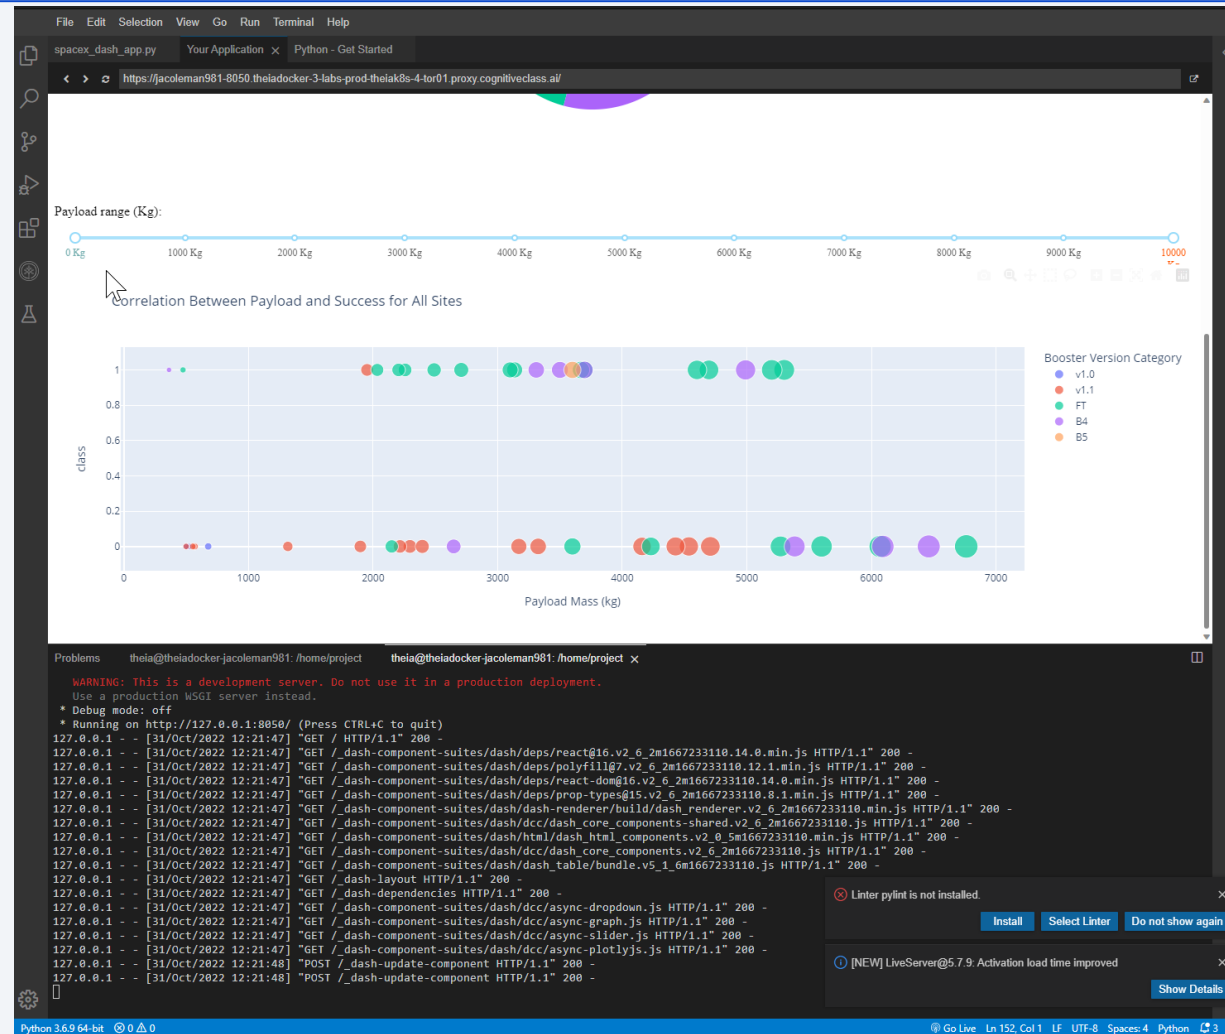 File Edit Selection View Go Run Terminal Help
spacex_dash_app.py Your Application × Python - Get Started
https://jacoleman981-8050.theiadocker-3-labs-prod-theiak8s-4-tor01.proxy.cognitiveclass.ai/
Payload range (Kg):
0 Kg 1000 Kg 2000 Kg 3000 Kg 4000 Kg 5000 Kg 6000 Kg 7000 Kg 8000 Kg 9000 Kg 10000
Correlation Between Payload and Success for All Sites
Booster Version Category
v1.0
v1.1
FT
B4
B5
1
0.8
0.6
0.4
0.2
0
class
0 1000 2000 3000 4000 5000 6000 7000
Payload Mass (kg)
Problems theia@theiadocker-jacoleman981: /home/project theia@theiadocker-jacoleman981: /home/project ×
WARNING: This is a development server. Do not use it in a production deployment.
Use a production WSGI server instead.
* Debug mode: off
* Running on http://127.0.0.1:8050/ (Press CTRL+C to quit)
127.0.0.1 - - [31/Oct/2022 12:21:47] "GET / HTTP/1.1" 200 -
127.0.0.1 - - [31/Oct/2022 12:21:47] "GET /_dash-component-suites/dash/deps/react@16.v2_6_2m1667233110.14.0.min.js HTTP/1.1" 200 -
127.0.0.1 - - [31/Oct/2022 12:21:47] "GET /_dash-component-suites/dash/deps/polyfill@7.v2_6_2m1667233110.12.1.min.js HTTP/1.1" 200 -
127.0.0.1 - - [31/Oct/2022 12:21:47] "GET /_dash-component-suites/dash/deps/react-dom@16.v2_6_2m1667233110.14.0.min.js HTTP/1.1" 200 -
127.0.0.1 - - [31/Oct/2022 12:21:47] "GET /_dash-component-suites/dash/deps/prop-types@15.v2_6_2m1667233110.8.1.min.js HTTP/1.1" 200 -
127.0.0.1 - - [31/Oct/2022 12:21:47] "GET /_dash-component-suites/dash/dash-renderer/build/dash_renderer.v2_6_2m1667233110.min.js HTTP/1.1" 200 -
127.0.0.1 - - [31/Oct/2022 12:21:47] "GET /_dash-component-suites/dash/dcc/dash_core_components-shared.v2_6_2m1667233110.js HTTP/1.1" 200 -
127.0.0.1 - - [31/Oct/2022 12:21:47] "GET /_dash-component-suites/dash/html/dash_html_components.v2_0_5m1667233110.min.js HTTP/1.1" 200 -
127.0.0.1 - - [31/Oct/2022 12:21:47] "GET /_dash-component-suites/dash/dcc/dash_core_components.v2_6_2m1667233110.js HTTP/1.1" 200 -
127.0.0.1 - - [31/Oct/2022 12:21:47] "GET /_dash-component-suites/dash/dash_table/bundle.v5_1_6m1667233110.js HTTP/1.1" 200 -
127.0.0.1 - - [31/Oct/2022 12:21:47] "GET /_dash-layout HTTP/1.1" 200 -
127.0.0.1 - - [31/Oct/2022 12:21:47] "GET /_dash-dependencies HTTP/1.1" 200 -
127.0.0.1 - - [31/Oct/2022 12:21:47] "GET /_dash-component-suites/dash/dcc/async-dropdown.js HTTP/1.1" 200 -
127.0.0.1 - - [31/Oct/2022 12:21:47] "GET /_dash-component-suites/dash/dcc/async-graph.js HTTP/1.1" 200 -
127.0.0.1 - - [31/Oct/2022 12:21:47] "GET /_dash-component-suites/dash/dcc/async-slider.js HTTP/1.1" 200 -
127.0.0.1 - - [31/Oct/2022 12:21:47] "GET /_dash-component-suites/dash/dcc/async-plotlyjs.js HTTP/1.1" 200 -
127.0.0.1 - - [31/Oct/2022 12:21:48] "POST /_dash-update-component HTTP/1.1" 200 -
127.0.0.1 - - [31/Oct/2022 12:21:48] "POST /_dash-update-component HTTP/1.1" 200 -
Linter pylint is not installed.
Install Select Linter Do not show again
[NEW] LiveServer@5.7.9: Activation load time improved
Show Details
Python 3.6.9 64-bit 0 0 Go Live Ln 152, Col 1 LF UTF-8 Spaces: 4 Python 3